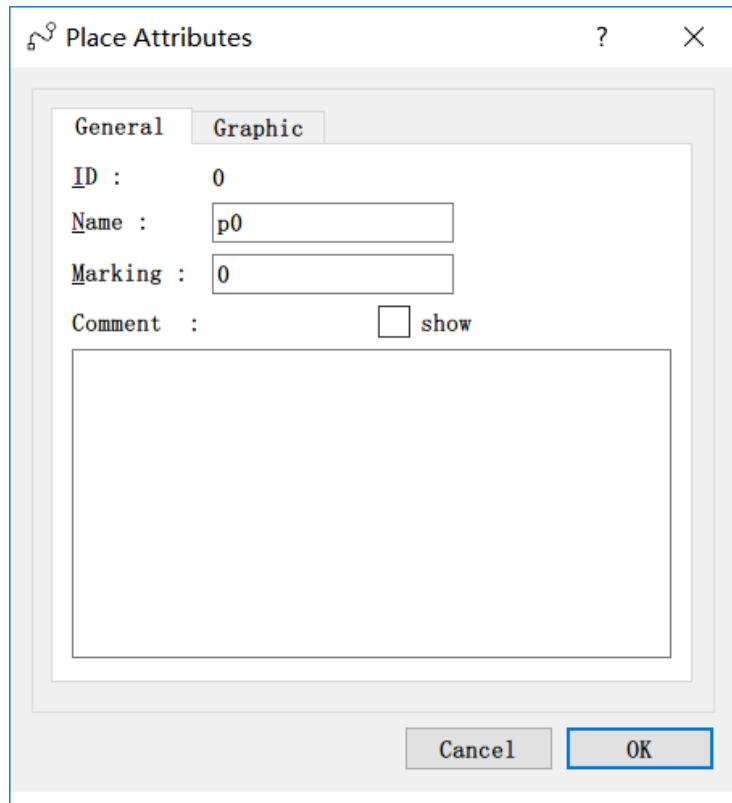 Place Attributes ?
General Graphic
ID : 0
Name : p0
Marking : 0
Comment : show
Cancel OK